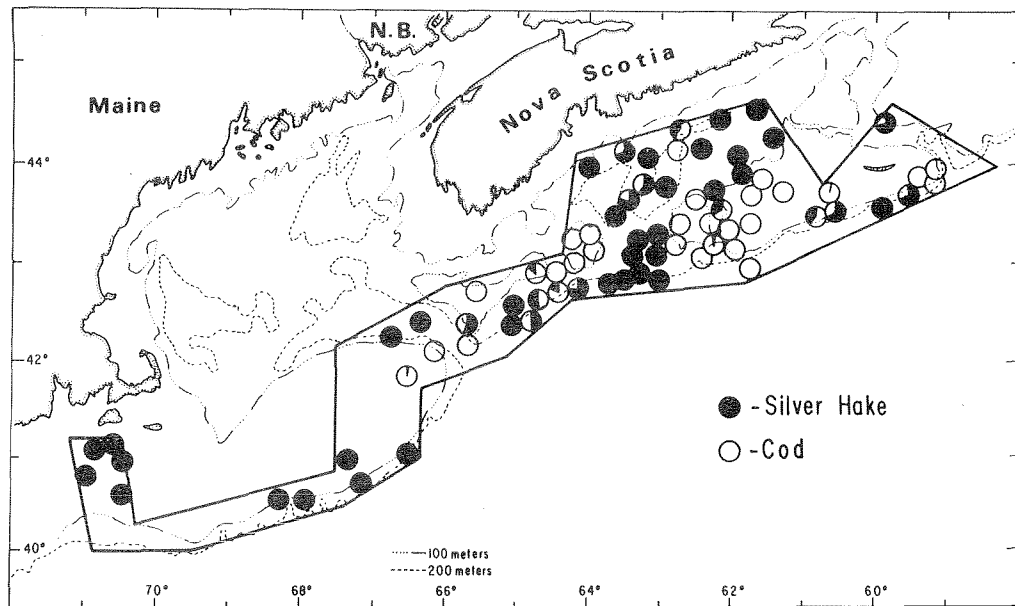 N.B.
Maine
Nova Scotia
44°
42°
40°
-Silver Hake
-Cod
100 meters
200 meters
70° 68° 66° 64° 62° 60°